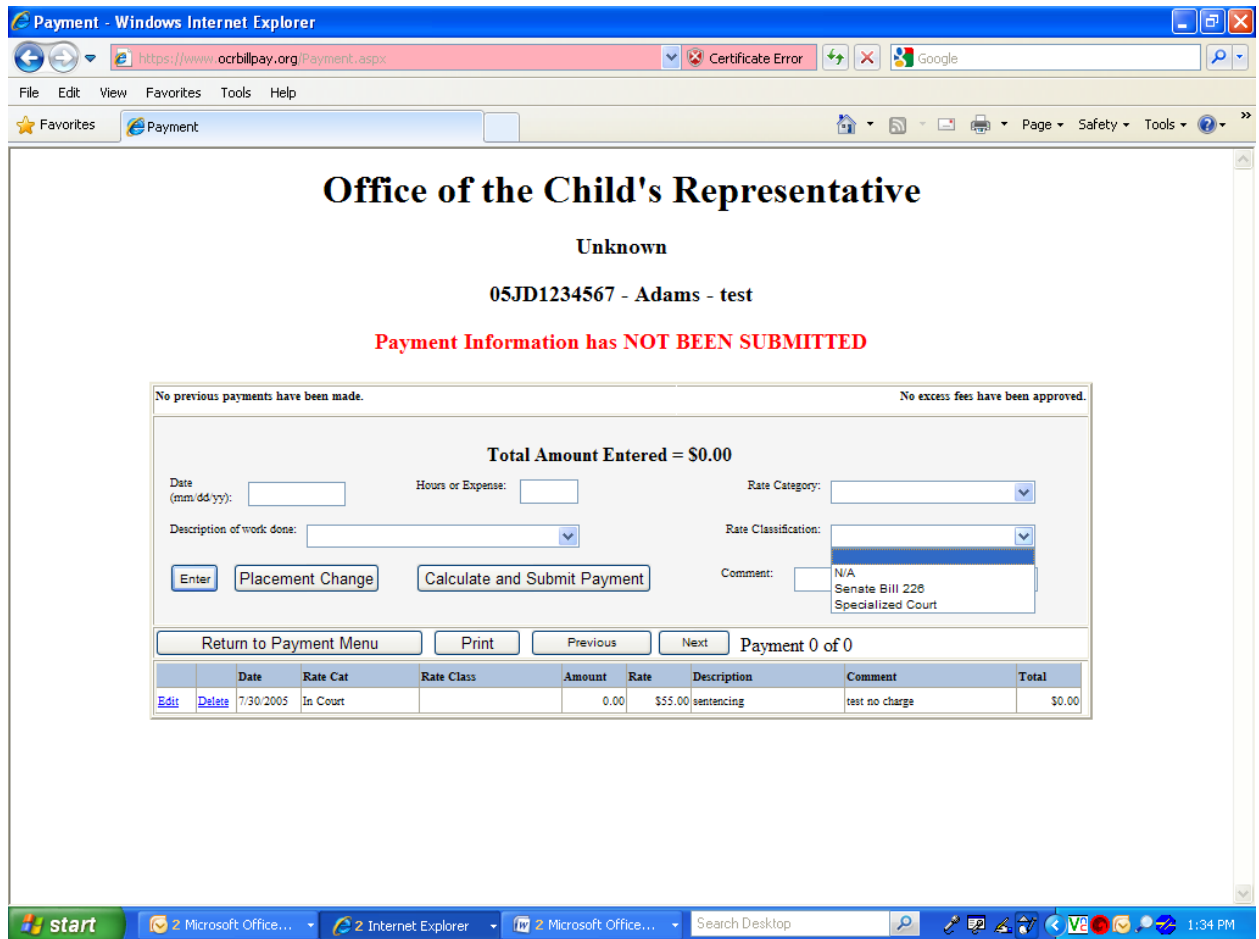 Payment - Windows Internet Explorer
https://www.ocrbillpay.org/Payment.aspx Certificate Error Google
File Edit View Favorites Tools Help
Favorites Payment Page Safety Tools
Office of the Child's Representative
Unknown
05JD1234567 - Adams - test
Payment Information has NOT BEEN SUBMITTED
No previous payments have been made. No excess fees have been approved.
Total Amount Entered = $0.00
Date (mm/dd/yy): Hours or Expense: Rate Category:
Description of work done: Rate Classification:
Enter Placement Change Calculate and Submit Payment Comment:
N/A
Senate Bill 226
Specialized Court
Return to Payment Menu Print Previous Next Payment 0 of 0
Date Rate Cat Rate Class Amount Rate Description Comment Total
Edit Delete 7/30/2005 In Court 0.00 $55.00 sentencing test no charge $0.00
start 2 Microsoft Office... 2 Internet Explorer 2 Microsoft Office... Search Desktop 1:34 PM